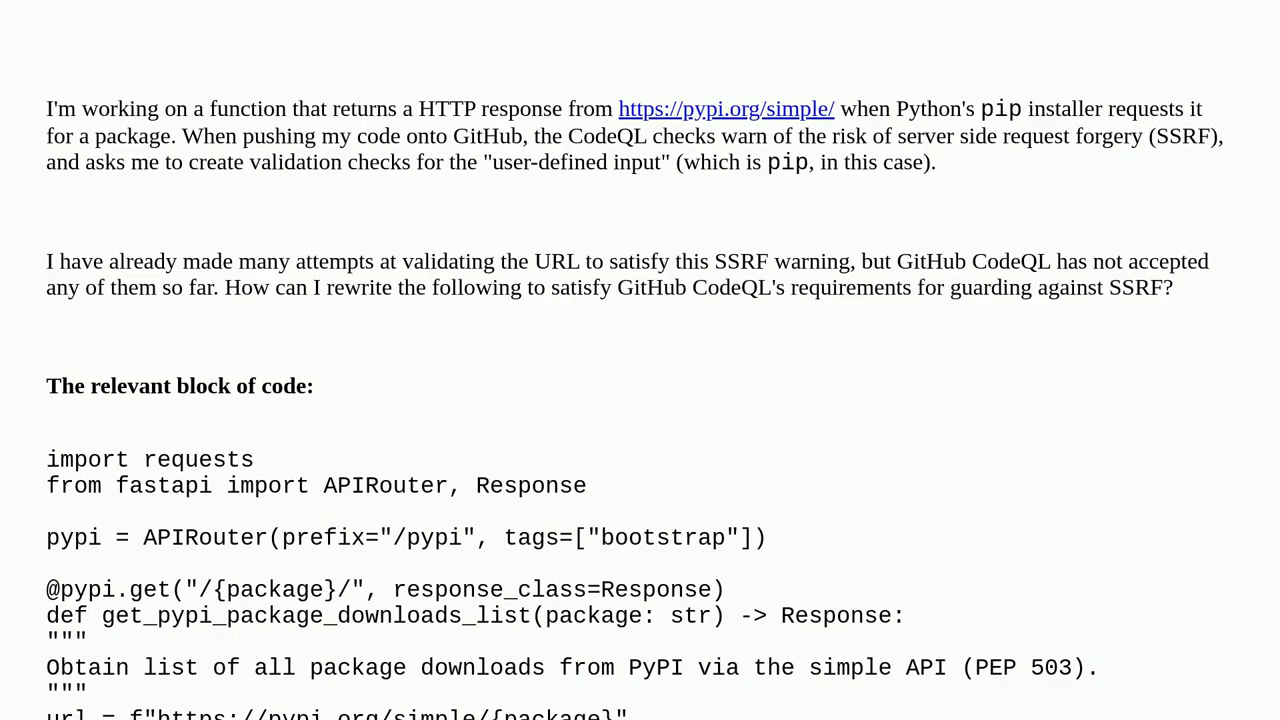 I'm working on a function that returns a HTTP response from https://pypi.org/simple/ when Python's pip installer requests it
for a package. When pushing my code onto GitHub, the CodeQL checks warn of the risk of server side request forgery (SSRF),
and asks me to create validation checks for the "user-defined input" (which is pip, in this case).
I have already made many attempts at validating the URL to satisfy this SSRF warning, but GitHub CodeQL has not accepted
any of them so far. How can I rewrite the following to satisfy GitHub CodeQL's requirements for guarding against SSRF?
The relevant block of code:
import requests
from fastapi import APIRouter, Response
pypi = APIRouter(prefix="/pypi", tags=["bootstrap"])
@pypi.get("/{package}/", response_class=Response)
def get_pypi_package_downloads_list(package: str) -> Response:
"""
Obtain list of all package downloads from PyPI via the simple API (PEP 503).
"""
url = f"https://pypi.org/simple/{package}"